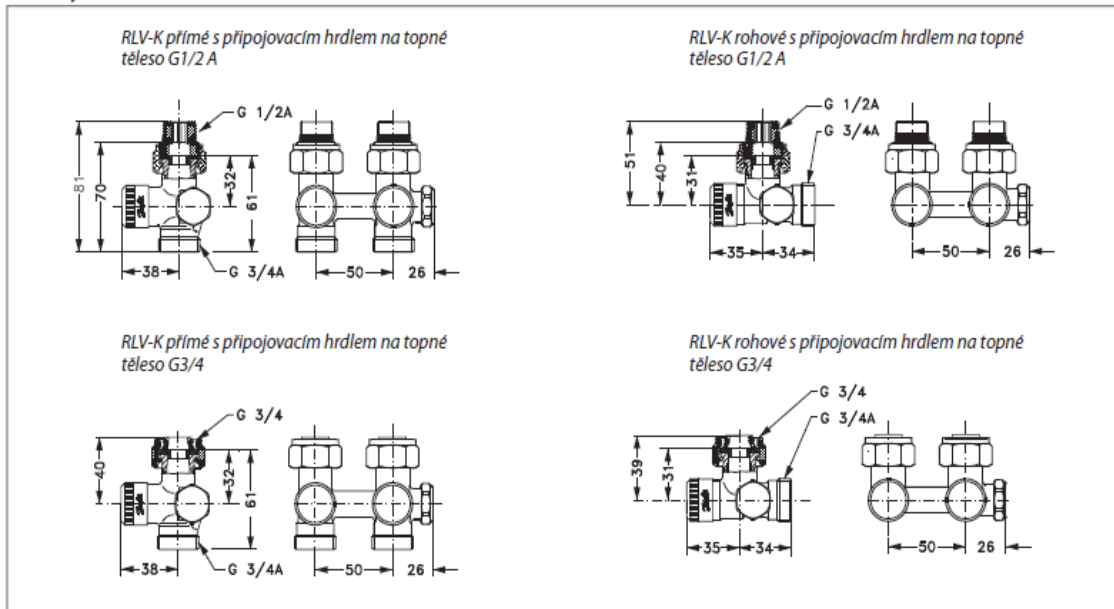 RLV-K přímé s připojovacím hrdlem na topné
těleso G1/2 A
G 1/2A
81
70
32
61
38
G 3/4A
50
26
RLV-K rohové s připojovacím hrdlem na topné
těleso G1/2 A
G 1/2A
G 3/4A
51
40
31
35
34
50
26
RLV-K přímé s připojovacím hrdlem na topné
těleso G3/4
G 3/4
40
32
61
38
G 3/4A
50
26
RLV-K rohové s připojovacím hrdlem na topné
těleso G3/4
G 3/4
G 3/4A
39
31
35
34
50
26